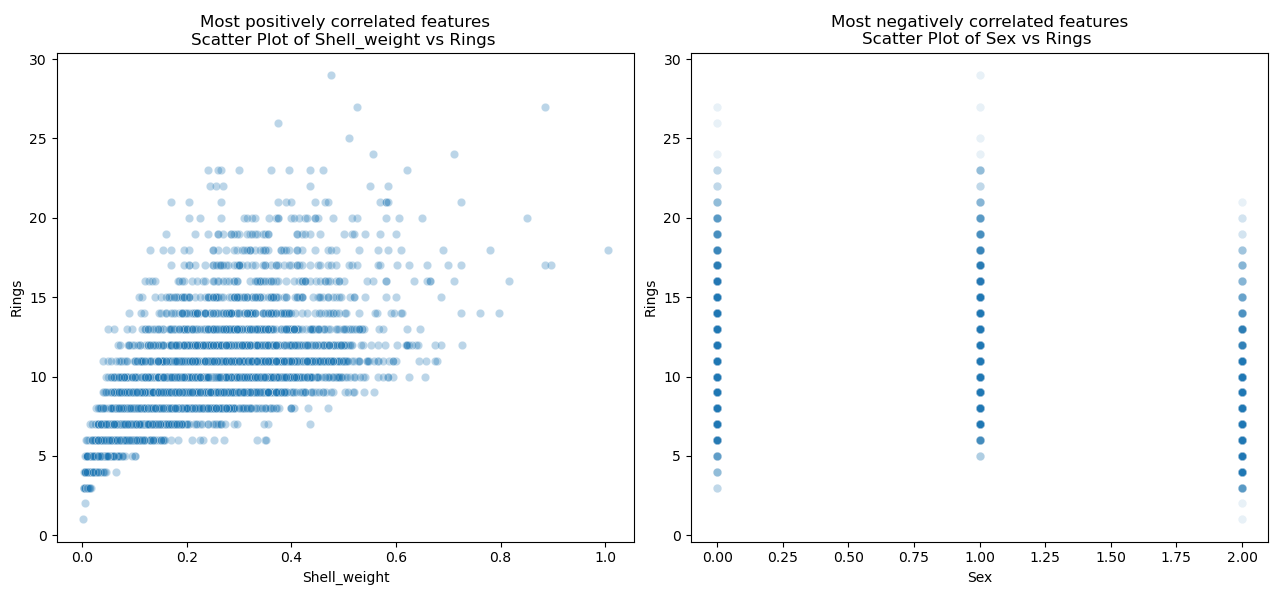 Most positively correlated features
Scatter Plot of Shell_weight vs Rings
30
25
20
15
10
5
0
Rings
0.0 0.2 0.4 0.6 0.8 1.0
Shell_weight
Most negatively correlated features
Scatter Plot of Sex vs Rings
30
25
20
15
10
5
0
Rings
0.00 0.25 0.50 0.75 1.00 1.25 1.50 1.75 2.00
Sex